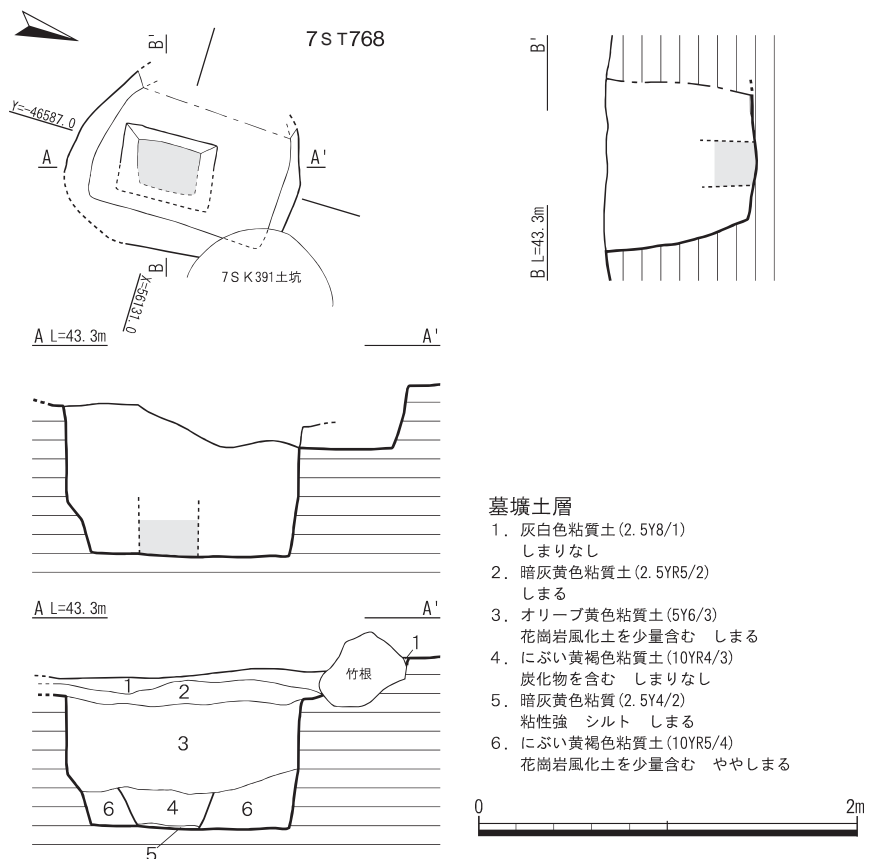 7ST768
B'
Y=-46587.0
A
A'
B
X=56131.0
7SK391土坑
B'
B L=43.3m
A L=43.3m
A'
A L=43.3m
A'
1
竹根
1
2
3
6
4
6
5
墓壙土層
1．灰白色粘質土(2.5Y8/1)
しまりなし
2．暗灰黄色粘質土(2.5YR5/2)
しまる
3．オリーブ黄色粘質土(5Y6/3)
花崗岩風化土を少量含む　しまる
4．にぶい黄褐色粘質土(10YR4/3)
炭化物を含む　しまりなし
5．暗灰黄色粘質(2.5Y4/2)
粘性強　シルト　しまる
6．にぶい黄褐色粘質土(10YR5/4)
花崗岩風化土を少量含む　ややしまる
0
2m